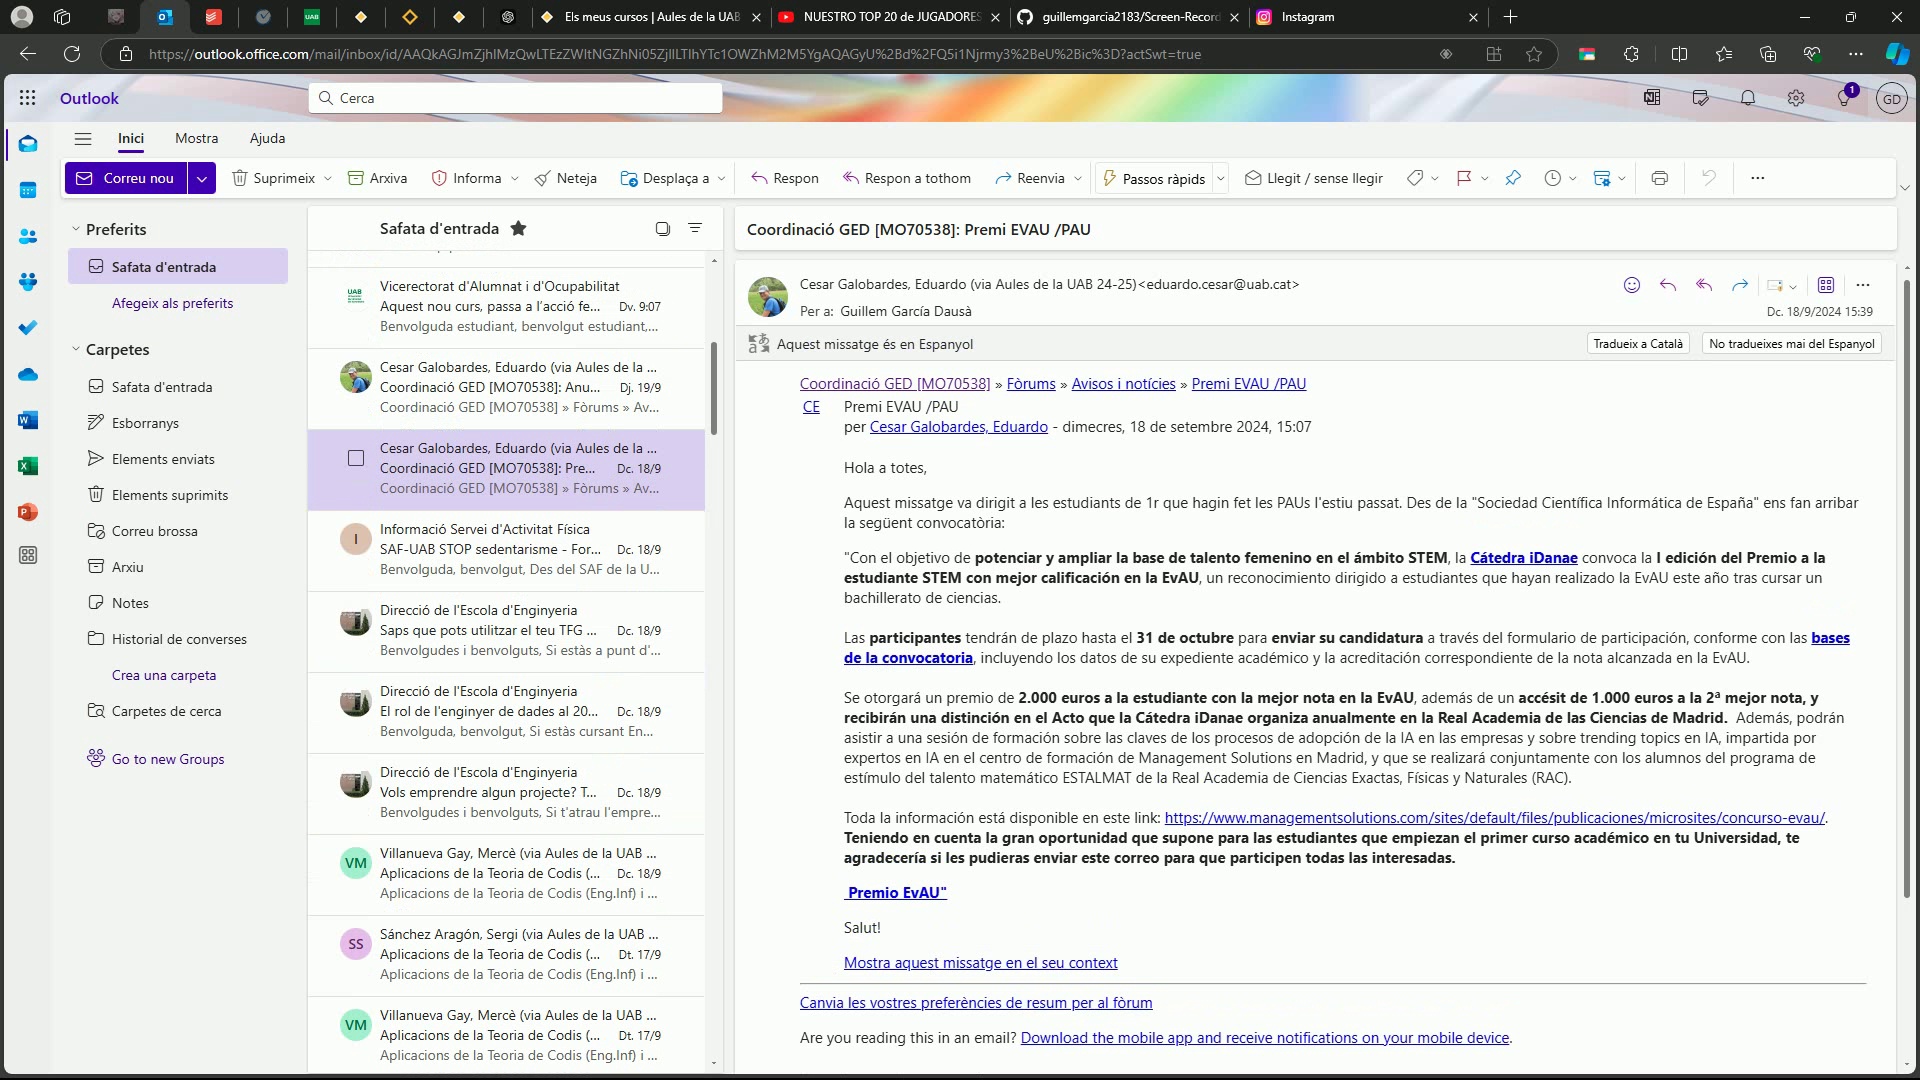 Els meus cursos | Aules de la UAB
NUESTRO TOP 20 de JUGADORES
guillemgarcia2183/Screen-Record
Instagram
https://outlook.office.com/mail/inbox/id/AAQkAGJmZjhlMzQwLTEzZWItNGZhNi05ZjllLTlhYTc1OWZhM2M5YgAQAGyU%2Bd%2FQ5i1Njrmy3%2BeU%2Bic%3D?actSwt=true
Outlook
Cerca
1
GD
Inici
Mostra
Ajuda
Correu nou
Suprimeix
Arxiva
Informa
Neteja
Desplaça a
Respon
Respon a tothom
Reenvia
Passos ràpids
Llegit / sense llegir
Preferits
Safata d'entrada
Afegeix als preferits
Carpetes
Safata d'entrada
Esborranys
Elements enviats
Elements suprimits
Correu brossa
Arxiu
Notes
Historial de converses
Crea una carpeta
Carpetes de cerca
Go to new Groups
Safata d'entrada
UAB
Vicerectorat d'Alumnat i d'Ocupabilitat
Aquest nou curs, passa a l'acció fe... Dv. 9:07
Benvolguda estudiant, benvolgut estudiant,...
Cesar Galobardes, Eduardo (via Aules de la ...
Coordinació GED [MO70538]: Anu... Dj. 19/9
Coordinació GED [MO70538] » Fòrums » Av...
Cesar Galobardes, Eduardo (via Aules de la ...
Coordinació GED [MO70538]: Pre... Dc. 18/9
Coordinació GED [MO70538] » Fòrums » Av...
I
Informació Servei d'Activitat Física
SAF-UAB STOP sedentarisme - For... Dc. 18/9
Benvolguda, benvolgut, Des del SAF de la U...
Direcció de l'Escola d'Enginyeria
Saps que pots utilitzar el teu TFG ... Dc. 18/9
Benvolgudes i benvolguts, Si estàs a punt d'...
Direcció de l'Escola d'Enginyeria
El rol de l'enginyer de dades al 20... Dc. 18/9
Benvolguda, benvolgut, Si estàs cursant En...
Direcció de l'Escola d'Enginyeria
Vols emprendre algun projecte? T... Dc. 18/9
Benvolgudes i benvolguts, Si t'atrau l'empre...
VM
Villanueva Gay, Mercè (via Aules de la UAB ...
Aplicacions de la Teoria de Codis (... Dc. 18/9
Aplicacions de la Teoria de Codis (Eng.Inf) i ...
SS
Sánchez Aragón, Sergi (via Aules de la UAB ...
Aplicacions de la Teoria de Codis (... Dt. 17/9
Aplicacions de la Teoria de Codis (Eng.Inf) i ...
VM
Villanueva Gay, Mercè (via Aules de la UAB ...
Aplicacions de la Teoria de Codis (... Dt. 17/9
Aplicacions de la Teoria de Codis (Eng.Inf) i ...
Coordinació GED [MO70538]: Premi EVAU /PAU
Cesar Galobardes, Eduardo (via Aules de la UAB 24-25)<eduardo.cesar@uab.cat>
Per a: Guillem García Dausà
Dc. 18/9/2024 15:39
Aquest missatge és en Espanyol
Tradueix a Català
No tradueixes mai del Espanyol
Coordinació GED [MO70538] » Fòrums » Avisos i notícies » Premi EVAU /PAU
CE Premi EVAU /PAU
per Cesar Galobardes, Eduardo - dimecres, 18 de setembre 2024, 15:07
Hola a totes,
Aquest missatge va dirigit a les estudiants de 1r que hagin fet les PAUs l'estiu passat. Des de la "Sociedad Científica Informática de España" ens fan arribar
la següent convocatòria:
"Con el objetivo de potenciar y ampliar la base de talento femenino en el ámbito STEM, la Cátedra iDanae convoca la I edición del Premio a la
estudiante STEM con mejor calificación en la EvAU, un reconocimiento dirigido a estudiantes que hayan realizado la EvAU este año tras cursar un
bachillerato de ciencias.
Las participantes tendrán de plazo hasta el 31 de octubre para enviar su candidatura a través del formulario de participación, conforme con las bases
de la convocatoria, incluyendo los datos de su expediente académico y la acreditación correspondiente de la nota alcanzada en la EvAU.
Se otorgará un premio de 2.000 euros a la estudiante con la mejor nota en la EvAU, además de un accésit de 1.000 euros a la 2ª mejor nota, y
recibirán una distinción en el Acto que la Cátedra iDanae organiza anualmente en la Real Academia de las Ciencias de Madrid. Además, podrán
asistir a una sesión de formación sobre las claves de los procesos de adopción de la IA en las empresas y sobre trending topics en IA, impartida por
expertos en IA en el centro de formación de Management Solutions en Madrid, y que se realizará conjuntamente con los alumnos del programa de
estímulo del talento matemático ESTALMAT de la Real Academia de Ciencias Exactas, Físicas y Naturales (RAC).
Toda la información está disponible en este link: https://www.managementsolutions.com/sites/default/files/publicaciones/microsites/concurso-evau/.
Teniendo en cuenta la gran oportunidad que supone para las estudiantes que empiezan el primer curso académico en tu Universidad, te
agradecería si les pudieras enviar este correo para que participen todas las interesadas.
Premio EvAU"
Salut!
Mostra aquest missatge en el seu context
Canvia les vostres preferències de resum per al fòrum
Are you reading this in an email? Download the mobile app and receive notifications on your mobile device.